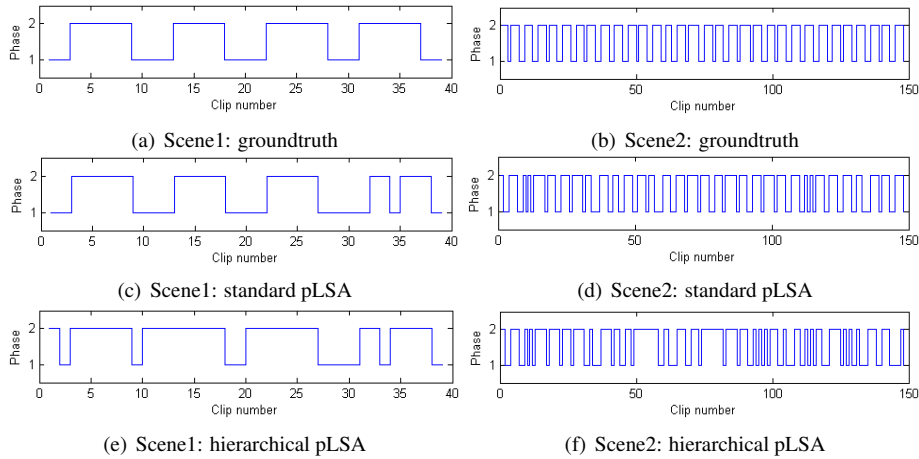 Phase
2
1
0 5 10 15 20 25 30 35 40
Clip number
(a) Scene1: groundtruth
Phase
2
1
0 50 100 150
Clip number
(b) Scene2: groundtruth
Phase
2
1
0 5 10 15 20 25 30 35 40
Clip number
(c) Scene1: standard pLSA
Phase
2
1
0 50 100 150
Clip number
(d) Scene2: standard pLSA
Phase
2
1
0 5 10 15 20 25 30 35 40
Clip number
(e) Scene1: hierarchical pLSA
Phase
2
1
0 50 100 150
Clip number
(f) Scene2: hierarchical pLSA